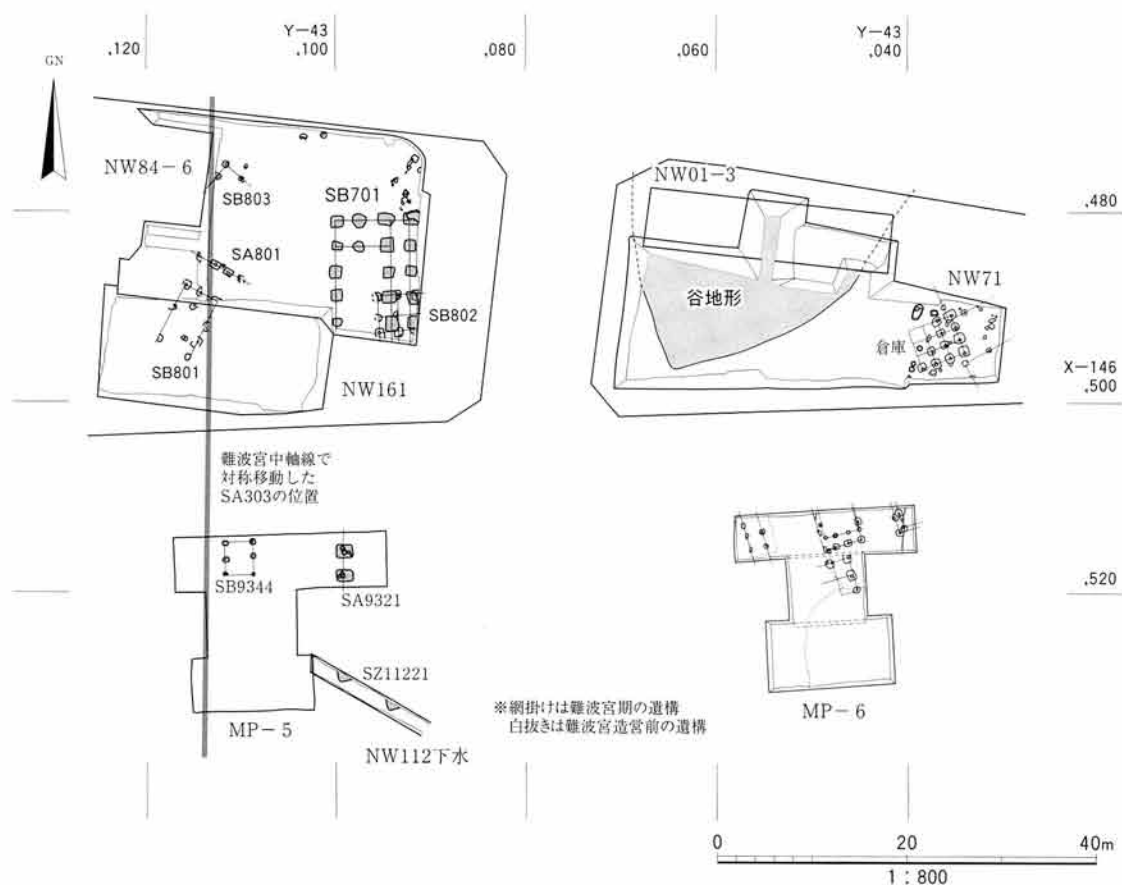 Y-43
,120
,100
,080
Y-43
,060
,040
GN
NW84-6
SB803
SB701
SA801
SB802
SB801
NW161
NW01-3
,480
NW71
谷地形
倉庫
X-146
,500
難波宮中軸線で
対称移動した
SA303の位置
SB9344
SA9321
,520
SZ11221
MP-5
NW112下水
※網掛けは難波宮期の遺構
白抜きは難波宮造営前の遺構
MP-6
0
20
40m
1:800